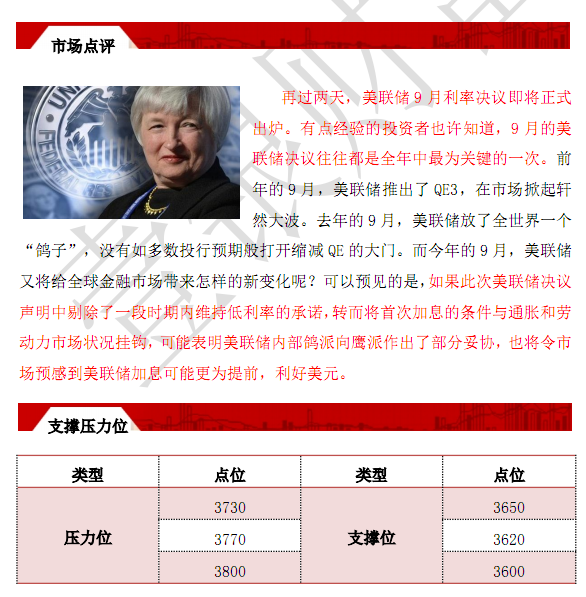 市场点评
再过两天，美联储9月利率决议即将正式
出炉。有点经验的投资者也许知道，9月的美
联储决议往往都是全年中最为关键的一次。前
年的9月，美联储推出了QE3，在市场掀起轩
然大波。去年的9月，美联储放了全世界一个
“鸽子”，没有如多数投行预期般打开缩减QE的大门。而今年的9月，美联储
又将给全球金融市场带来怎样的新变化呢？可以预见的是，如果此次美联储决议
声明中剔除了一段时期内维持低利率的承诺，转而将首次加息的条件与通胀和劳
动力市场状况挂钩，可能表明美联储内部鸽派向鹰派作出了部分妥协，也将令市
场预感到美联储加息可能更为提前，利好美元。
支撑压力位
类型 点位 类型 点位
3730 3650
压力位 3770 支撑位 3620
3800 3600